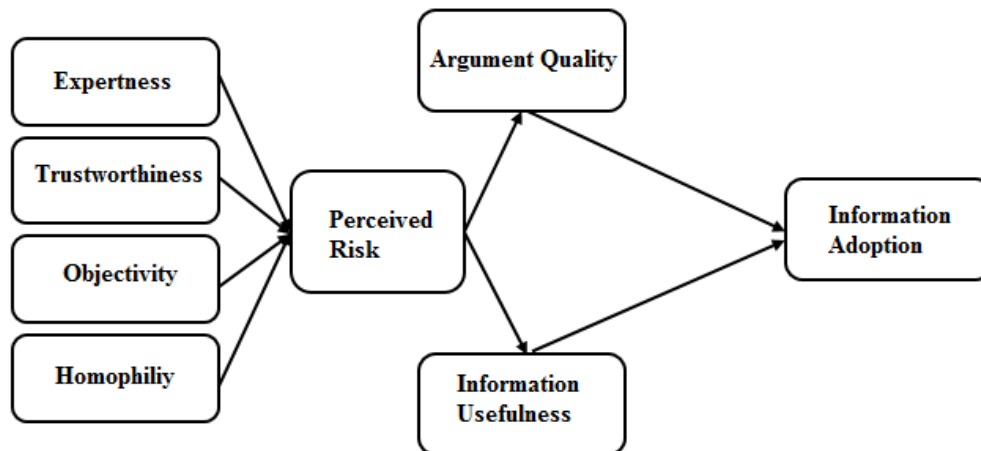 Expertness
Trustworthiness
Objectivity
Homophiliy
Perceived
Risk
Argument Quality
Information
Usefulness
Information
Adoption